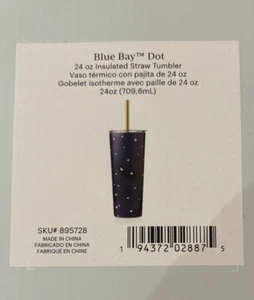 Blue Bay™ Dot
24 oz Insulated Straw Tumbler
Vaso térmico con pajita de 24 oz
Gobelet isotherme avec paille de 24 oz
24oz (709,6mL)
SKU# 895728
MADE IN CHINA
FABRICADO EN CHINA
FABRIQUÉ EN CHINE
1 94372 02887 5